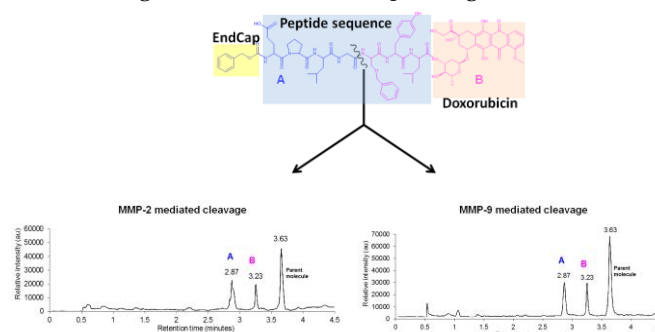 Peptide sequence
EndCap
A
B
Doxorubicin
MMP-2 mediated cleavage
60000
50000
40000
30000
20000
10000
0
Relative intensity (au)
A
2.87
B
3.23
3.63
Parent
molecule
0 0.5 1 1.5 2 2.5 3 3.5 4 4.5
Retention time (minutes)
MMP-9 mediated cleavage
70000
60000
50000
40000
30000
20000
10000
0
Relative intensity (au)
A
2.87
B
3.23
3.63
Parent
molecule
0 0.5 1 1.5 2 2.5 3 3.5 4 4.5